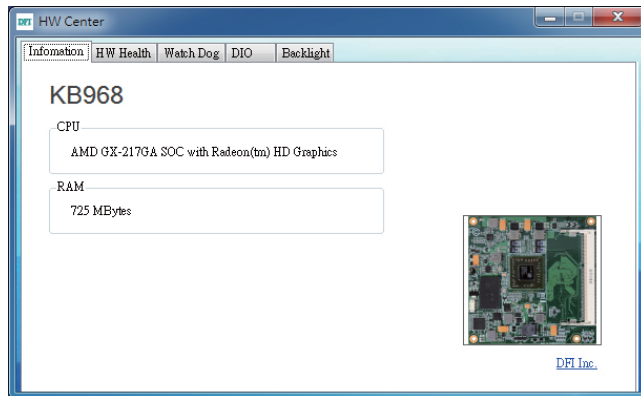 DFI HW Center
Infomation HW Health Watch Dog DIO Backlight
KB968
CPU
AMD GX-217GA SOC with Radeon(tm) HD Graphics
RAM
725 MBytes
DFI Inc.